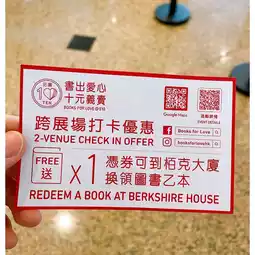 書出愛心
十元義賣
BOOKS FOR LOVE @ $10
TEN
Google Maps
活動詳情
EVENT DETAILS
跨展場打卡優惠
2-VENUE CHECK IN OFFER
Books for Love
booksforlovehk
FREE
送
x1
憑券可到栢克大廈
換領圖書乙本
REDEEM A BOOK AT BERKSHIRE HOUSE